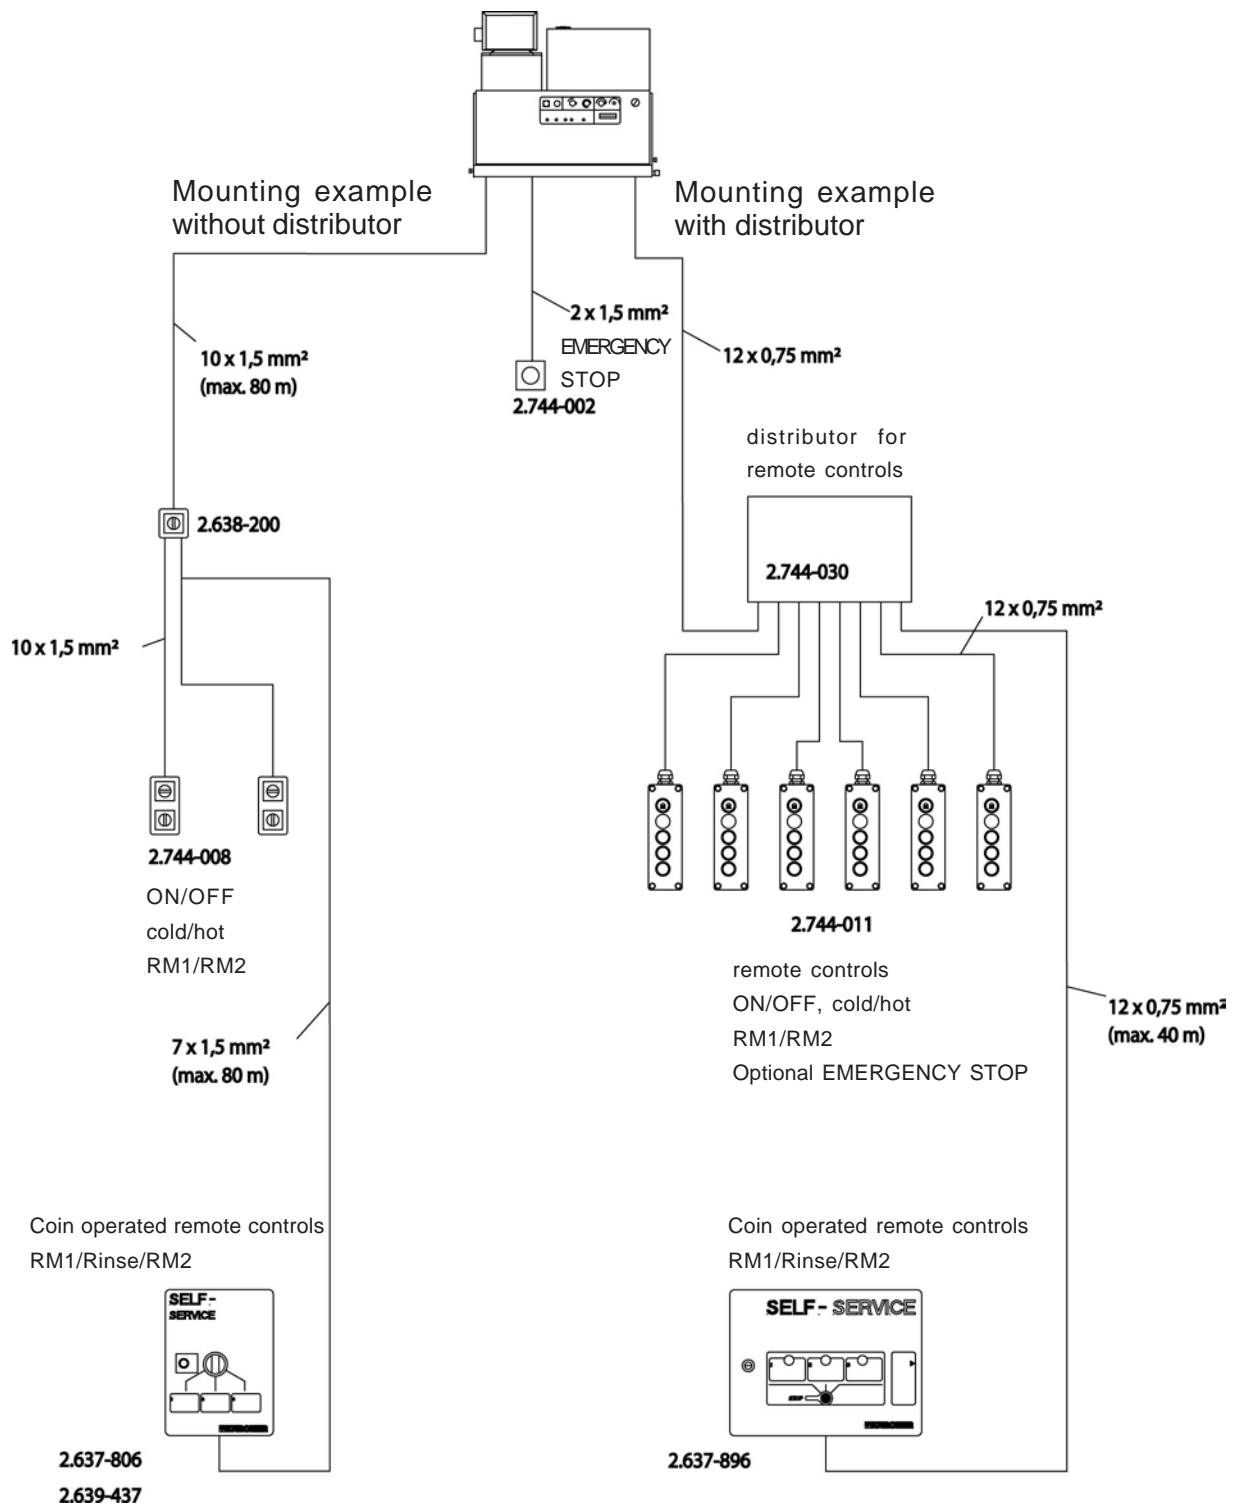 Mounting example
without distributor
Mounting example
with distributor
2 x 1,5 mm²
EMERGENCY
STOP
2.744-002
10 x 1,5 mm²
(max. 80 m)
12 x 0,75 mm²
distributor for
remote controls
2.638-200
2.744-030
12 x 0,75 mm²
10 x 1,5 mm²
2.744-008
ON/OFF
cold/hot
RM1/RM2
2.744-011
remote controls
ON/OFF, cold/hot
RM1/RM2
Optional EMERGENCY STOP
12 x 0,75 mm²
(max. 40 m)
7 x 1,5 mm²
(max. 80 m)
Coin operated remote controls
RM1/Rinse/RM2
SELF-
SERVICE
2.637-806
2.639-437
Coin operated remote controls
RM1/Rinse/RM2
SELF- SERVICE
STOP
2.637-896